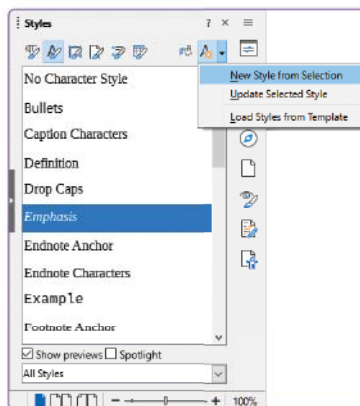 Styles
?
×
New Style from Selection
Update Selected Style
Load Styles from Template
No Character Style
Bullets
Caption Characters
Definition
Drop Caps
Emphasis
Endnote Anchor
Endnote Characters
Example
Footnote Anchor
Show previews Spotlight
All Styles
100%